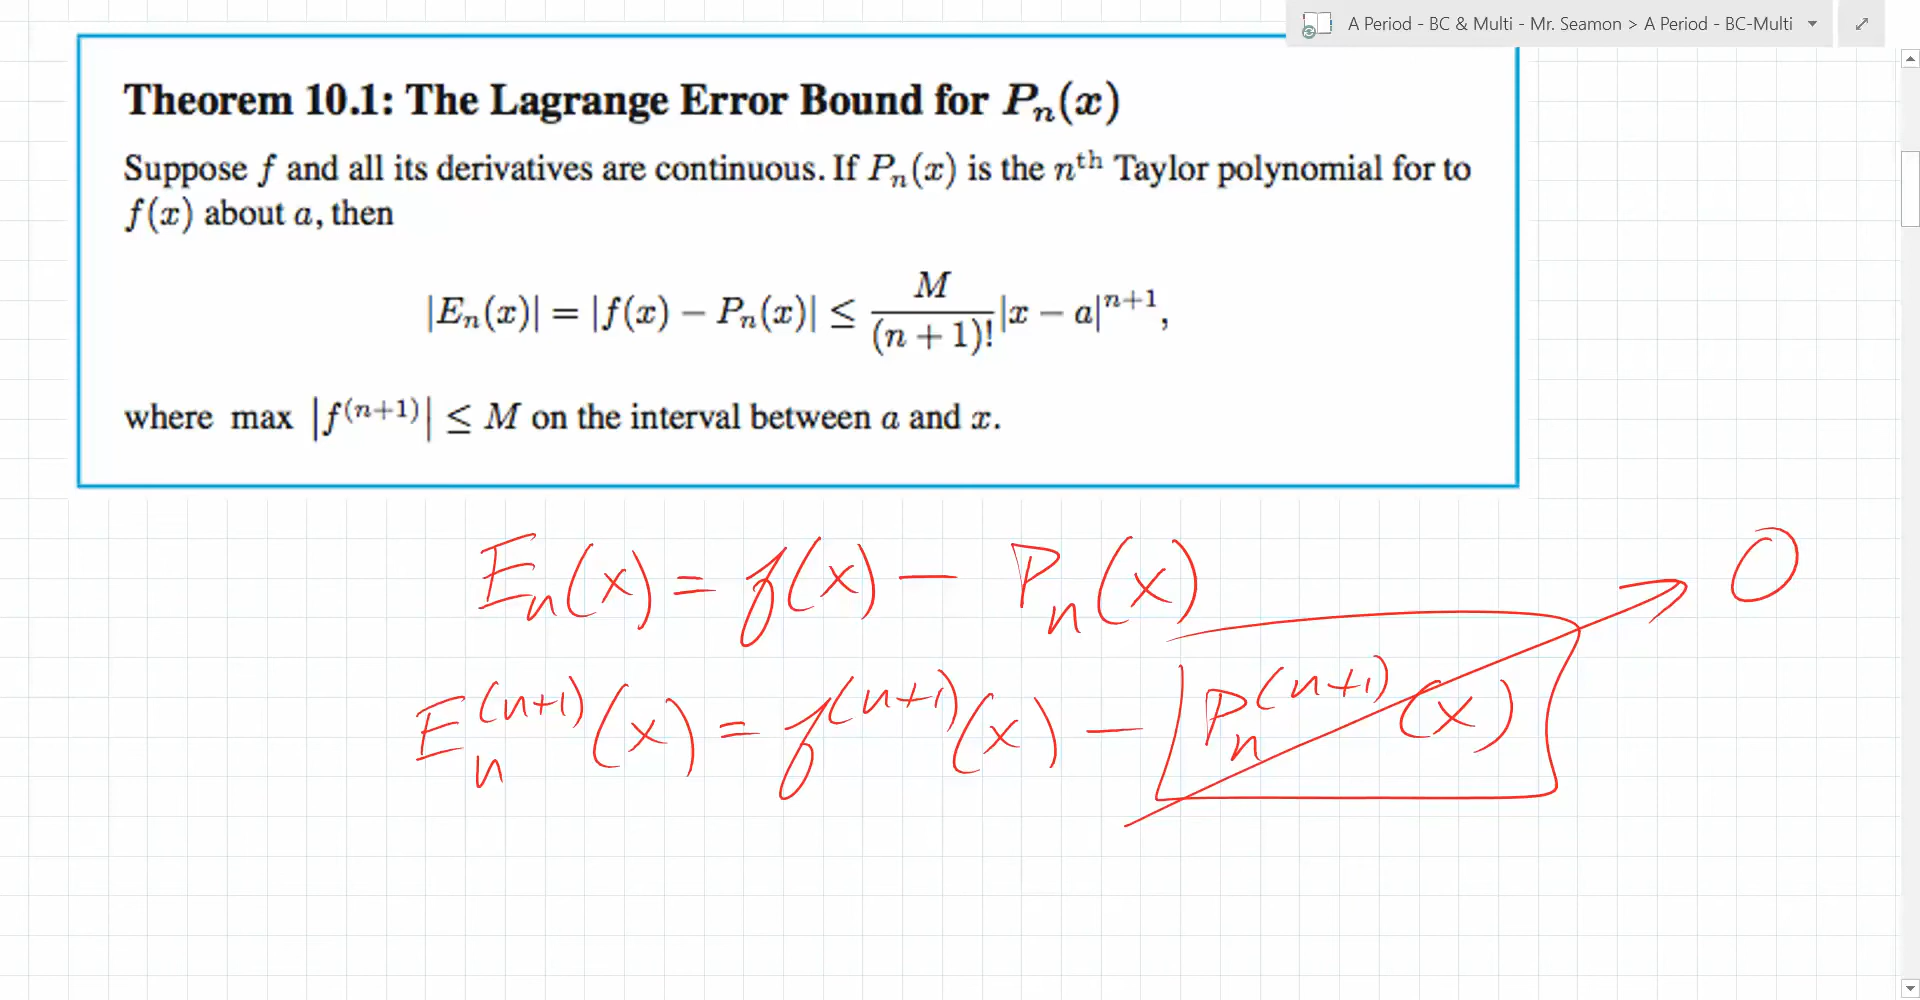 A Period - BC & Multi - Mr. Seamon > A Period - BC-Multi
Theorem 10.1: The Lagrange Error Bound for Pₙ(x)
Suppose f and all its derivatives are continuous. If Pₙ(x) is the nᵗʰ Taylor polynomial for to
f(x) about a, then
|Eₙ(x)| = |f(x) − Pₙ(x)| ≤ M/(n + 1)! |x − a|ⁿ⁺¹,
where max |f⁽ⁿ⁺¹⁾| ≤ M on the interval between a and x.
Eₙ(x) = f(x) − Pₙ(x)
Eₙ⁽ⁿ⁺¹⁾(x) = f⁽ⁿ⁺¹⁾(x) − Pₙ⁽ⁿ⁺¹⁾(x) → 0